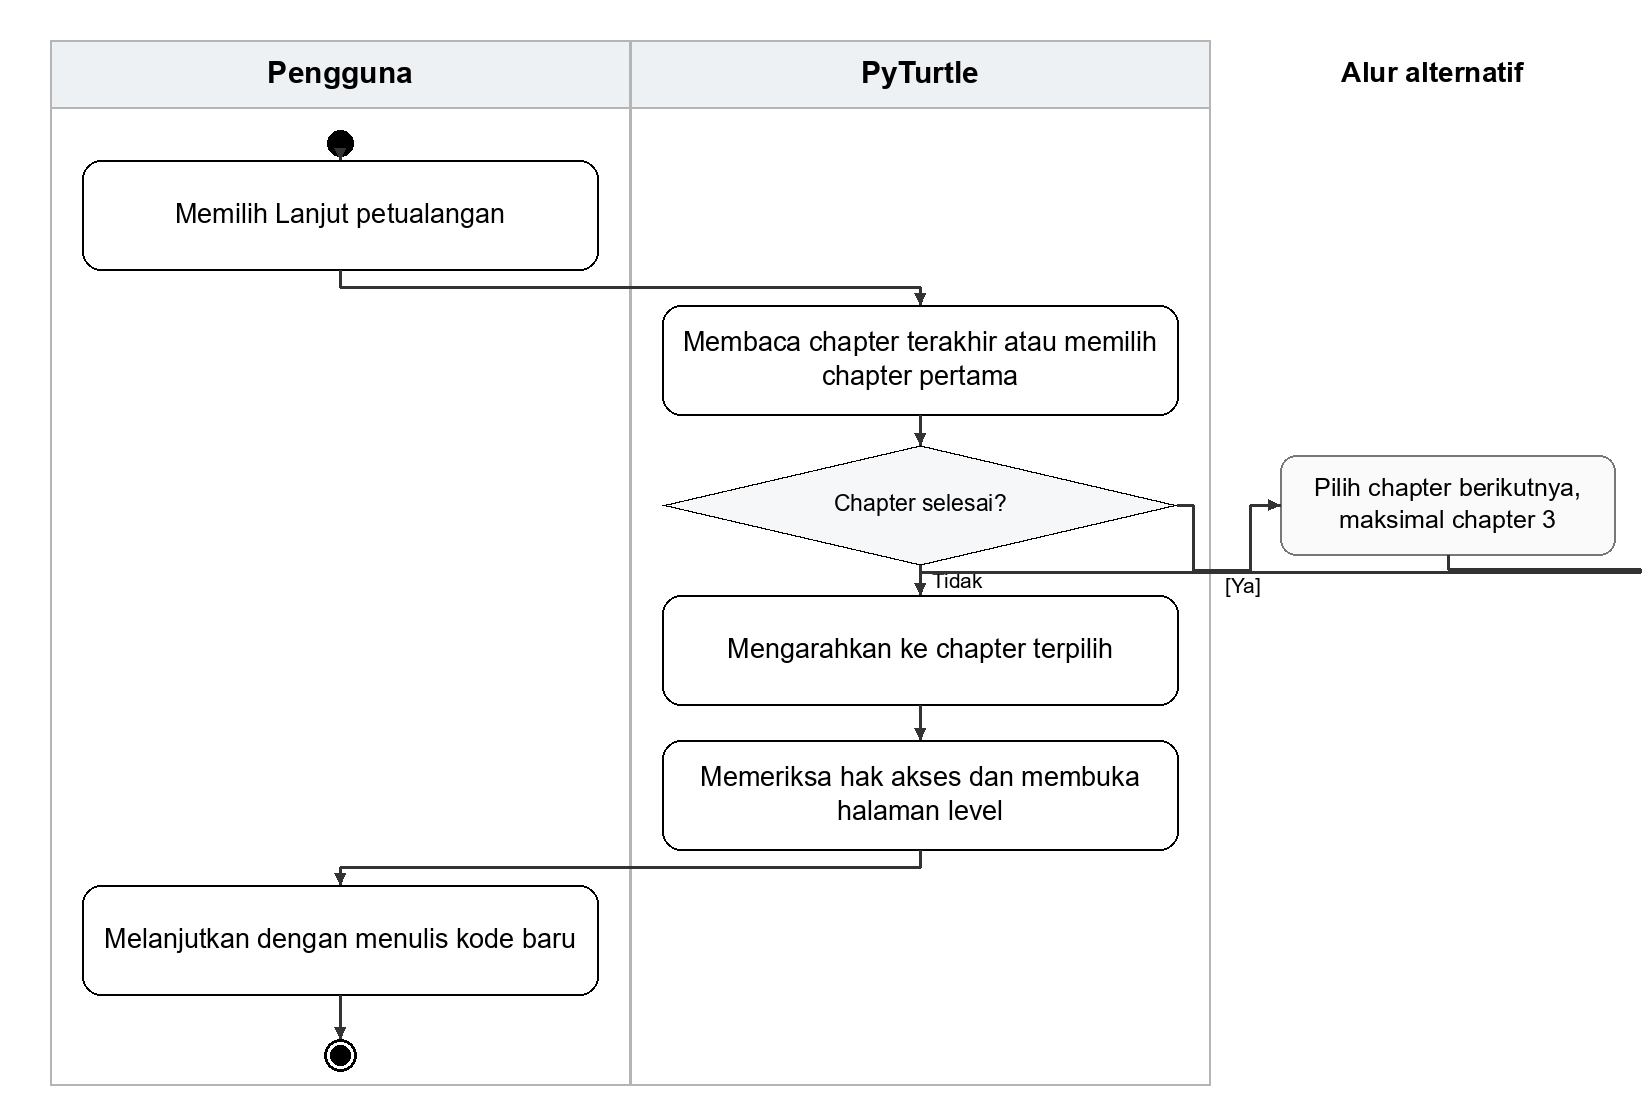 Pengguna
PyTurtle
Alur alternatif
Memilih Lanjut petualangan
Membaca chapter terakhir atau memilih
chapter pertama
Chapter selesai?
Pilih chapter berikutnya,
maksimal chapter 3
Tidak
[Ya]
Mengarahkan ke chapter terpilih
Memeriksa hak akses dan membuka
halaman level
Melanjutkan dengan menulis kode baru